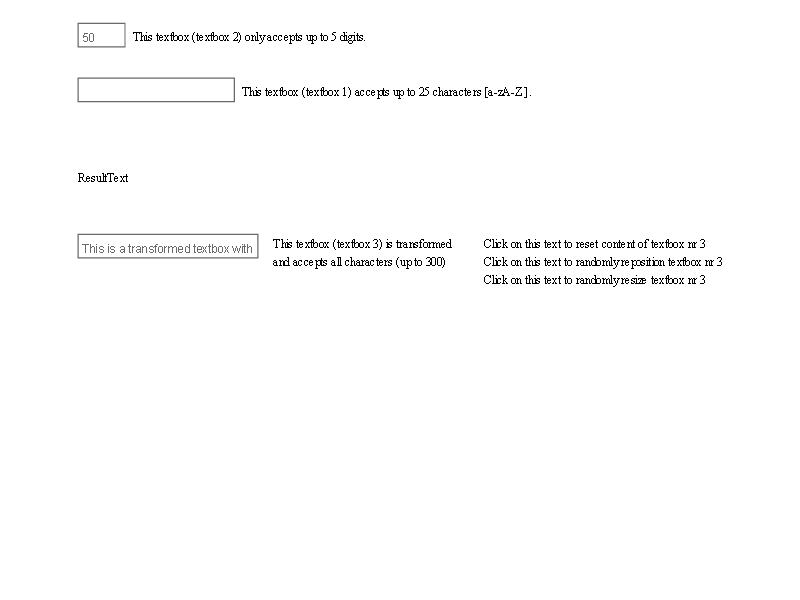 50 This textbox (textbox 2) only accepts up to 5 digits.
This textbox (textbox 1) accepts up to 25 characters [a-zA-Z ].
ResultText
This is a transformed textbox with
This textbox (textbox 3) is transformed
and accepts all characters (up to 300)
Click on this text to reset content of textbox nr 3
Click on this text to randomly reposition textbox nr 3
Click on this text to randomly resize textbox nr 3